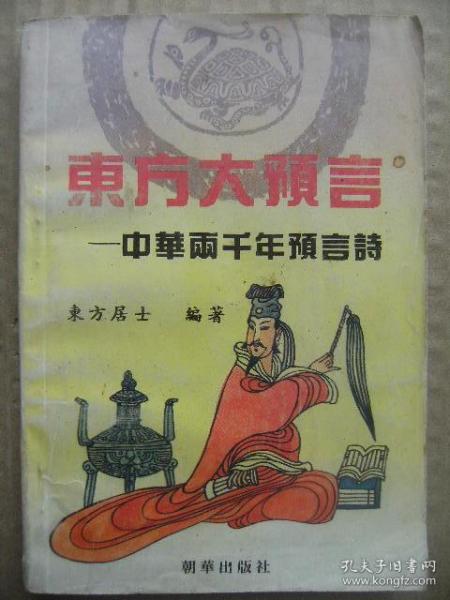 東方大預言
—中華兩千年預言詩
東方居士 編著
朝華出版社
孔夫子旧書网
www.kongfz.com